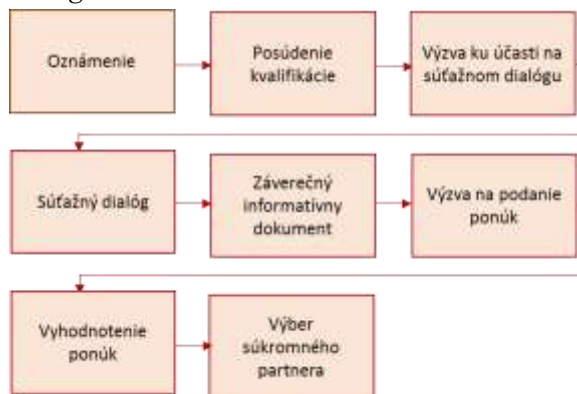 Oznámenie
Posúdenie
kvalifikácie
Výzva ku účasti na
súťažnom dialógu
Súťažný dialóg
Záverečný
informatívny
dokument
Výzva na podanie
ponúk
Vyhodnotenie
ponúk
Výber
súkromného
partnera